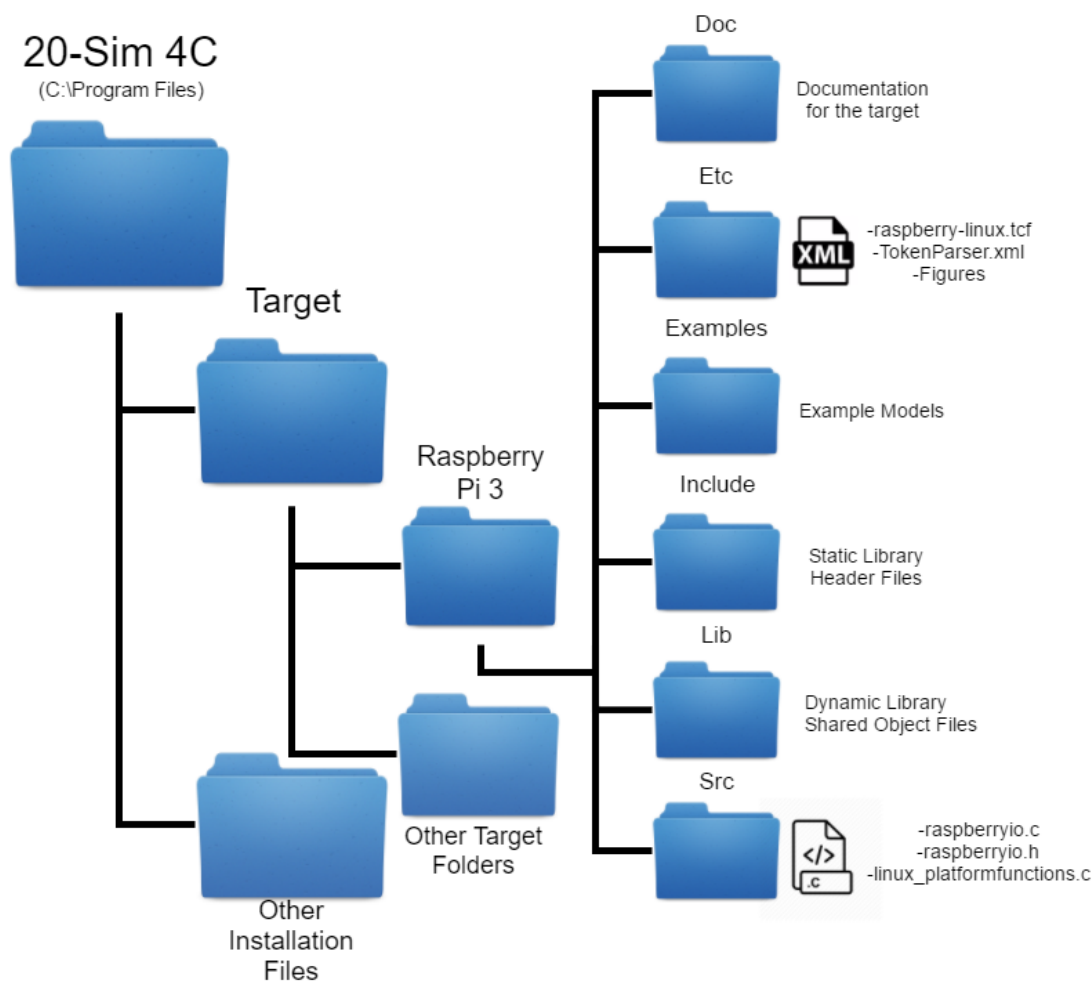 20-Sim 4C
(C:\Program Files)
Target
Raspberry
Pi 3
Other Target
Folders
Other
Installation
Files
Doc
Documentation
for the target
Etc
XML
-raspberry-linux.tcf
-TokenParser.xml
-Figures
Examples
Example Models
Include
Static Library
Header Files
Lib
Dynamic Library
Shared Object Files
Src
</>
.c
-raspberryio.c
-raspberryio.h
-linux_platformfunctions.c